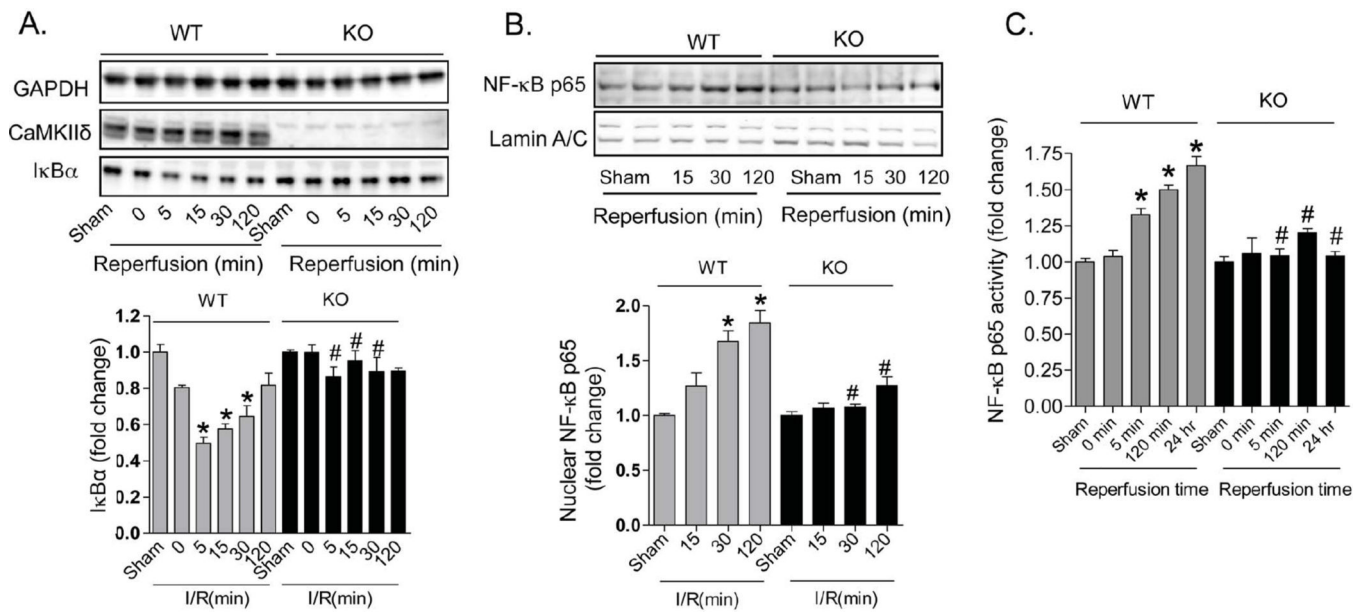 A.
WT KO
GAPDH
CaMKIIδ
IκBα
Sham 0 5 15 30 120 Sham 0 5 15 30 120
Reperfusion (min) Reperfusion (min)
WT KO
IκBα (fold change)
1.2
1.0
0.8
0.6
0.4
0.2
0.0
* * * # # #
Sham 0 5 15 30 120 Sham 0 5 15 30 120
I/R(min) I/R(min)
B.
WT KO
NF-κB p65
Lamin A/C
Sham 15 30 120 Sham 15 30 120
Reperfusion (min) Reperfusion (min)
WT KO
Nuclear NF-κB p65
(fold change)
2.0
1.5
1.0
0.5
0.0
* * # #
Sham 15 30 120 Sham 15 30 120
I/R(min) I/R(min)
C.
WT KO
NF-κB p65 activity (fold change)
1.75
1.50
1.25
1.00
0.75
0.50
0.25
0.00
* * * # # #
Sham 0 min 5 min 120 min 24 hr Sham 0 min 5 min 120 min 24 hr
Reperfusion time Reperfusion time